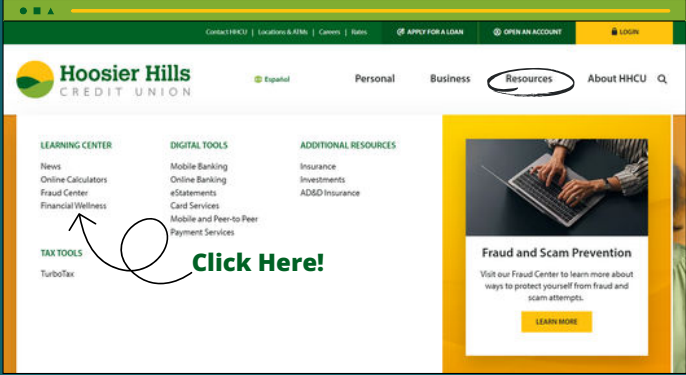 Contact HHCU | Locations & ATMs | Careers | Rates
APPLY FOR A LOAN
OPEN AN ACCOUNT
LOGIN
Hoosier Hills
CREDIT UNION
Español
Personal
Business
Resources
About HHCU
LEARNING CENTER
News
Online Calculators
Fraud Center
Financial Wellness
TAX TOOLS
TurboTax
DIGITAL TOOLS
Mobile Banking
Online Banking
eStatements
Card Services
Mobile and Peer-to Peer
Payment Services
ADDITIONAL RESOURCES
Insurance
Investments
AD&D Insurance
Click Here!
Fraud and Scam Prevention
Visit our Fraud Center to learn more about
ways to protect yourself from fraud and
scam attempts.
LEARN MORE